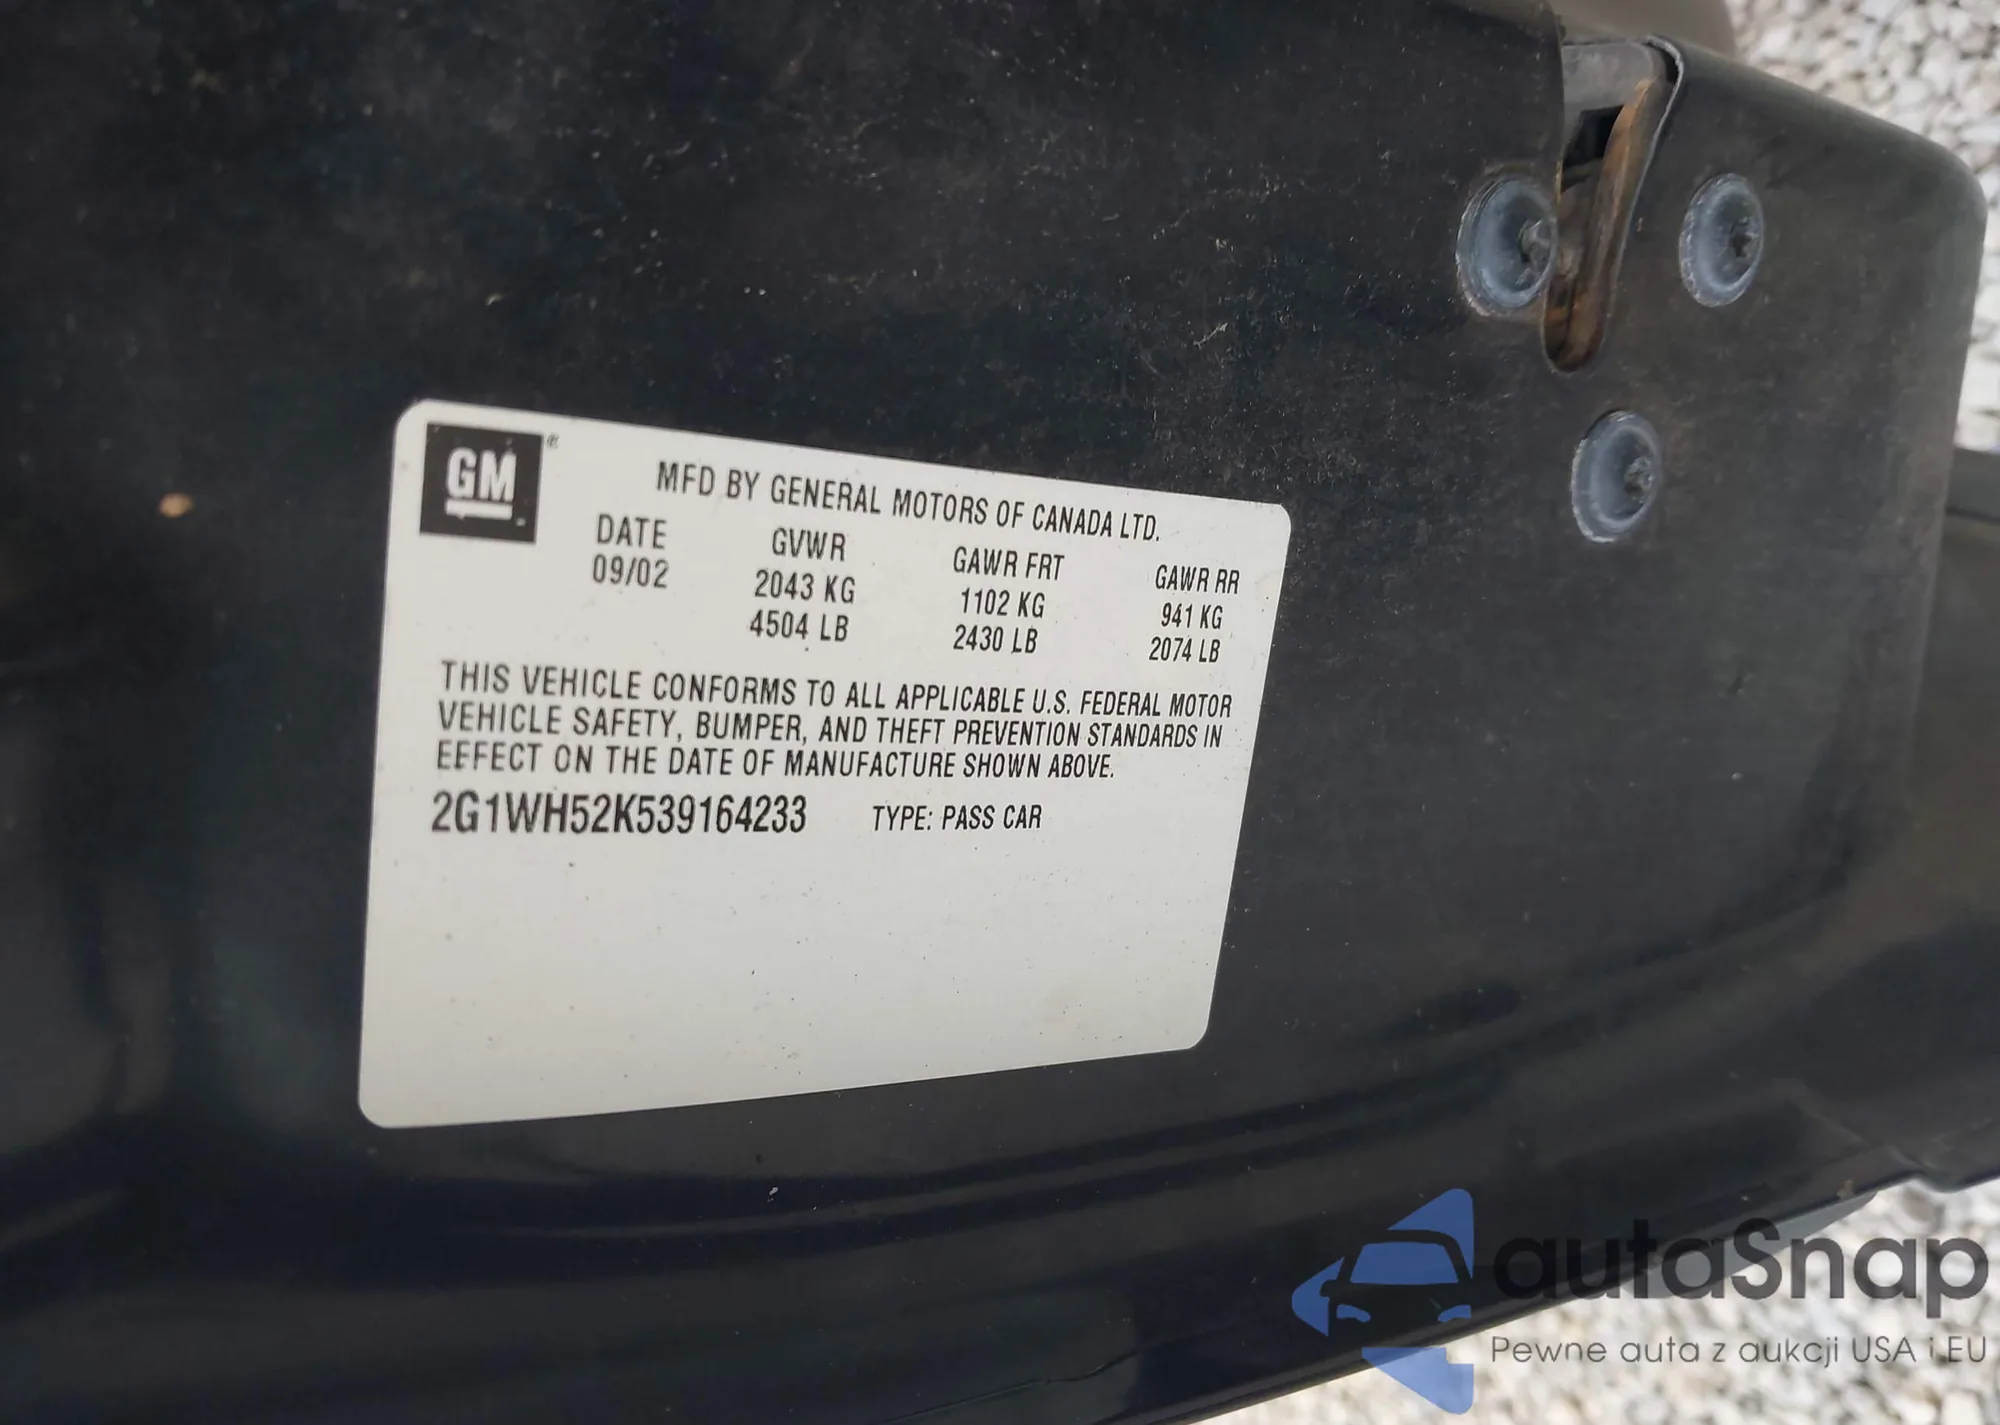 GM ®
MFD BY GENERAL MOTORS OF CANADA LTD.
DATE GVWR GAWR FRT GAWR RR
09/02 2043 KG 1102 KG 941 KG
4504 LB 2430 LB 2074 LB
THIS VEHICLE CONFORMS TO ALL APPLICABLE U.S. FEDERAL MOTOR
VEHICLE SAFETY, BUMPER, AND THEFT PREVENTION STANDARDS IN
EFFECT ON THE DATE OF MANUFACTURE SHOWN ABOVE.
2G1WH52K539164233 TYPE: PASS CAR
autaSnap
Pewne auta z aukcji USA i EU